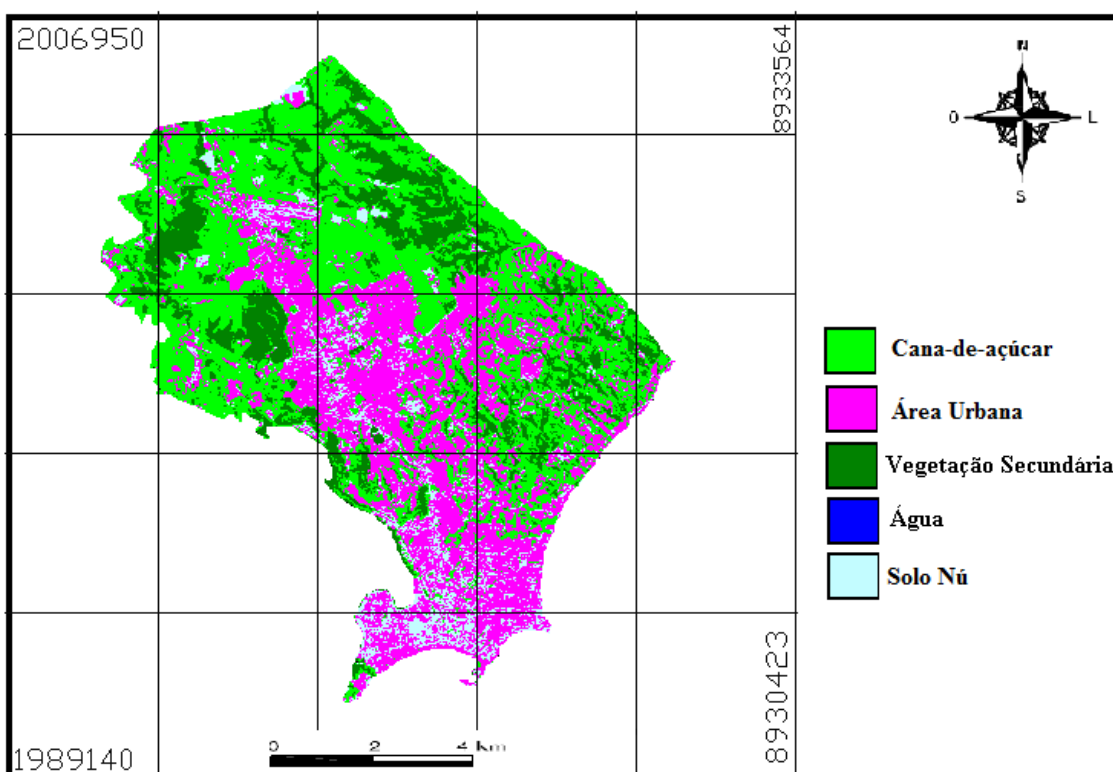 2006950
8933564
N
O
L
S
Cana-de-açúcar
Área Urbana
Vegetação Secundária
Água
Solo Nú
0 2 4 Km
1989140
8930423